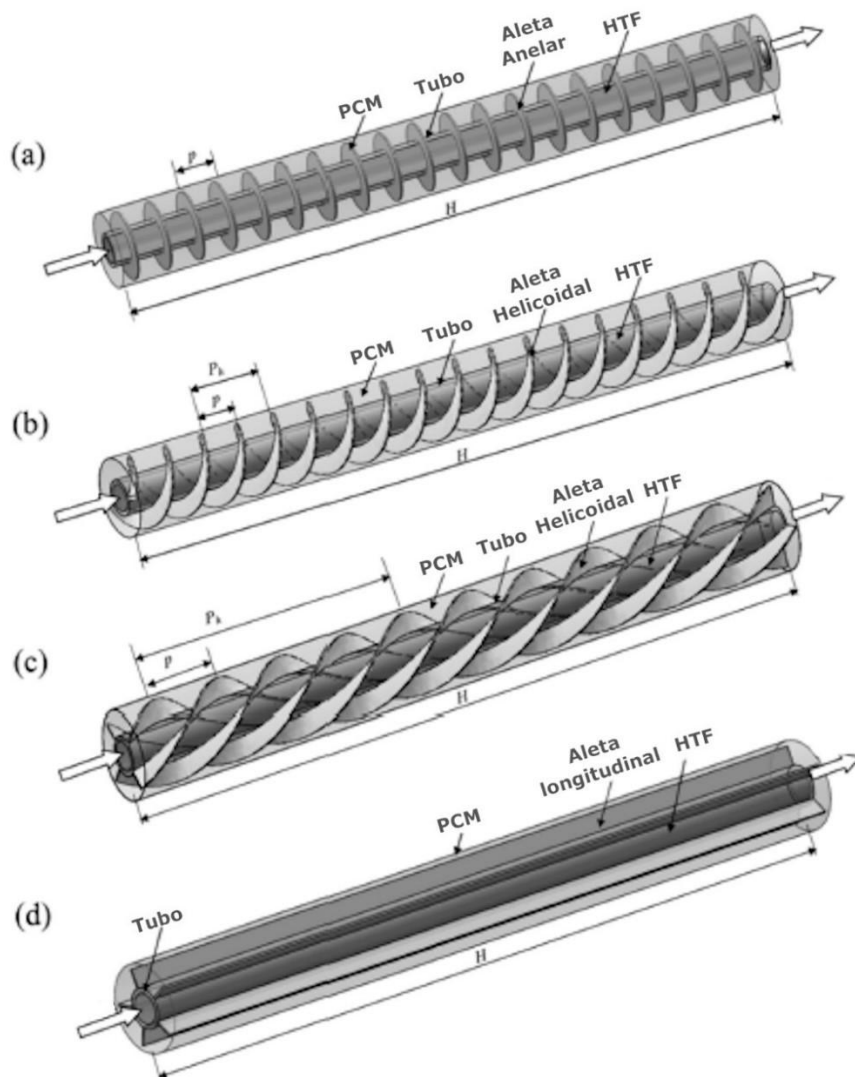 Aleta
Anelar
HTF
Tubo
PCM
(a)
p
H
Aleta
Helicoidal
HTF
Tubo
PCM
Ph
p
(b)
H
Aleta
Helicoidal
HTF
Tubo
PCM
Ph
p
(c)
H
Aleta
longitudinal
HTF
PCM
(d)
Tubo
H